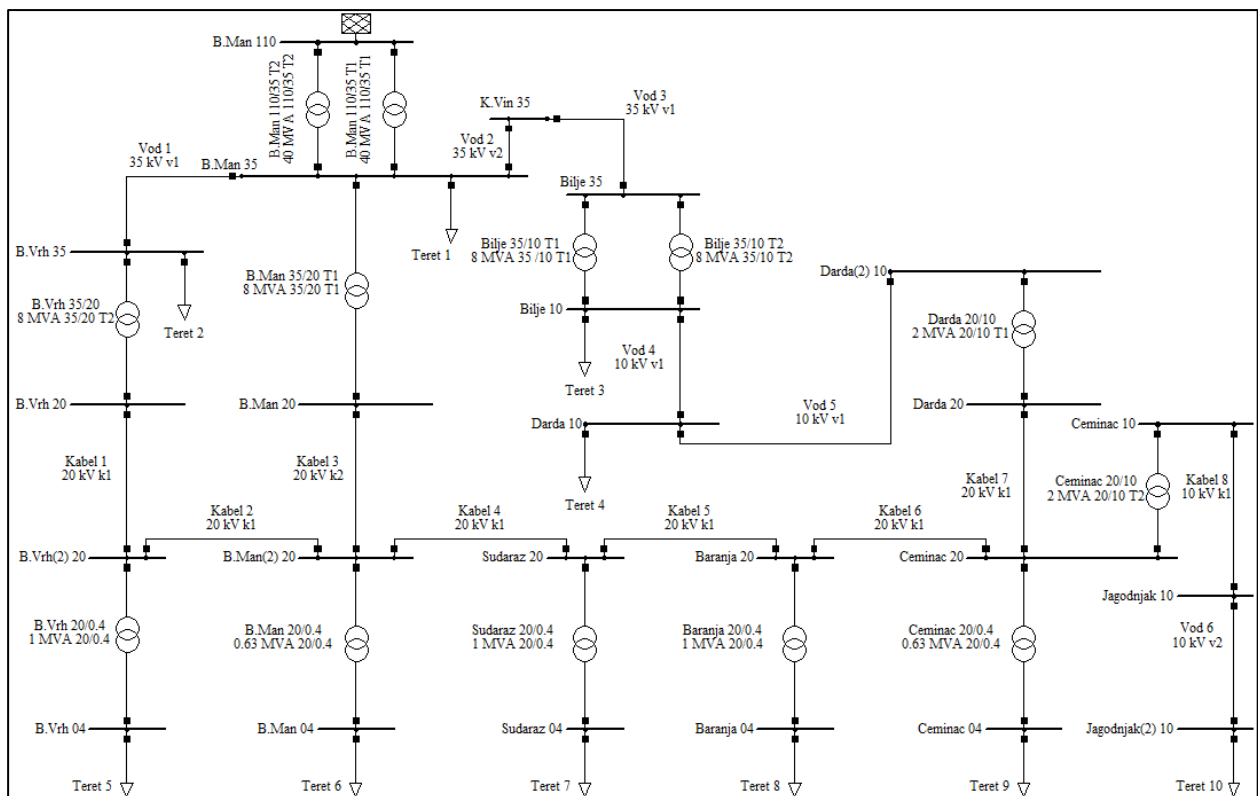 B.Man 110
B.Man 110/35 T2
40 MVA 110/35 T2
B.Man 110/35 T1
40 MVA 110/35 T1
K.Vin 35
Vod 3
35 kV v1
Vod 2
35 kV v2
Vod 1
35 kV v1
B.Man 35
Bilje 35
B.Vrh 35
Teret 1
Bilje 35/10 T1
8 MVA 35 /10 T1
Bilje 35/10 T2
8 MVA 35/10 T2
B.Man 35/20 T1
8 MVA 35/20 T1
Darda(2) 10
B.Vrh 35/20
8 MVA 35/20 T2
Teret 2
Bilje 10
Darda 20/10
2 MVA 20/10 T1
Vod 4
10 kV v1
Teret 3
B.Vrh 20
B.Man 20
Darda 20
Vod 5
10 kV v1
Darda 10
Ceminac 10
Kabel 1
20 kV k1
Kabel 3
20 kV k2
Teret 4
Kabel 7
20 kV k1
Ceminac 20/10
2 MVA 20/10 T2
Kabel 8
10 kV k1
Kabel 2
20 kV k1
Kabel 4
20 kV k1
Kabel 5
20 kV k1
Kabel 6
20 kV k1
B.Vrh(2) 20
B.Man(2) 20
Sudaraz 20
Baranja 20
Ceminac 20
Jagodnjak 10
B.Vrh 20/0.4
1 MVA 20/0.4
B.Man 20/0.4
0.63 MVA 20/0.4
Sudaraz 20/0.4
1 MVA 20/0.4
Baranja 20/0.4
1 MVA 20/0.4
Ceminac 20/0.4
0.63 MVA 20/0.4
Vod 6
10 kV v2
B.Vrh 04
B.Man 04
Sudaraz 04
Baranja 04
Ceminac 04
Jagodnjak(2) 10
Teret 5
Teret 6
Teret 7
Teret 8
Teret 9
Teret 10